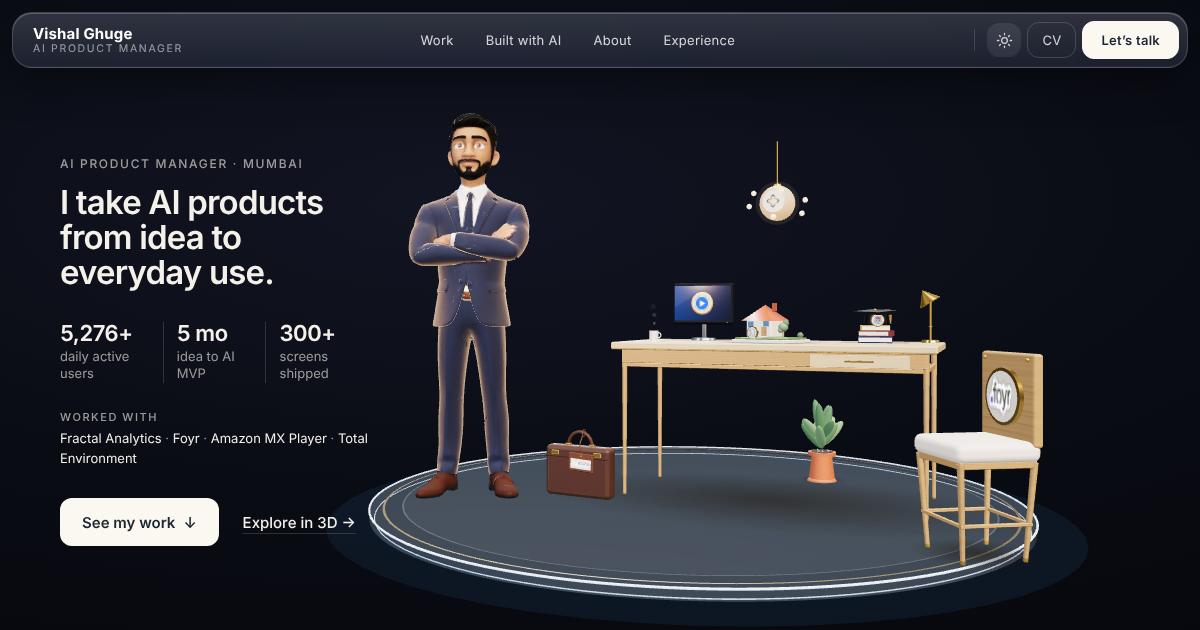 Vishal Ghuge
AI PRODUCT MANAGER
Work
Built with AI
About
Experience
CV
Let's talk
AI PRODUCT MANAGER · MUMBAI
I take AI products
from idea to
everyday use.
5,276+
daily active
users
5 mo
idea to AI
MVP
300+
screens
shipped
WORKED WITH
Fractal Analytics · Foyr · Amazon MX Player · Total
Environment
See my work ↓
Explore in 3D →
.foyr